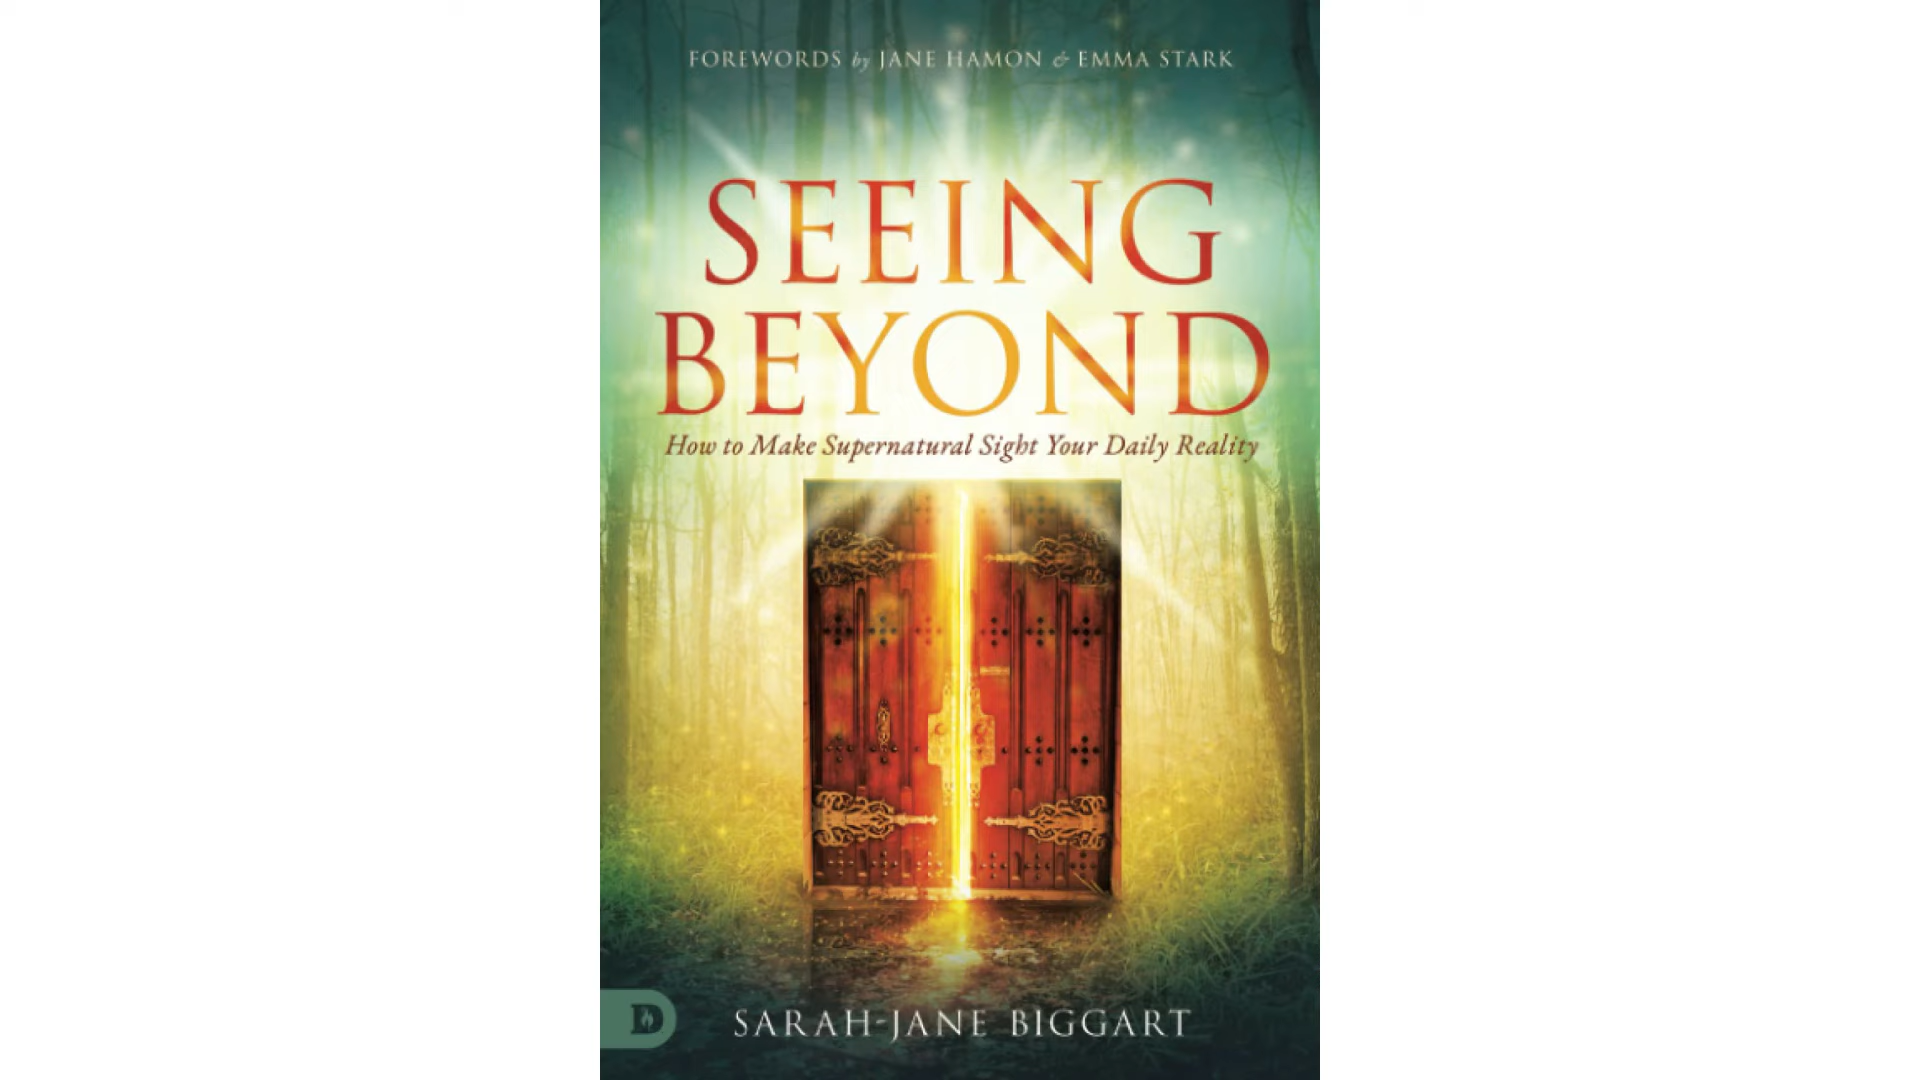 FOREWORDS by JANE HAMON & EMMA STARK
SEEING
BEYOND
How to Make Supernatural Sight Your Daily Reality
D
SARAH-JANE BIGGART